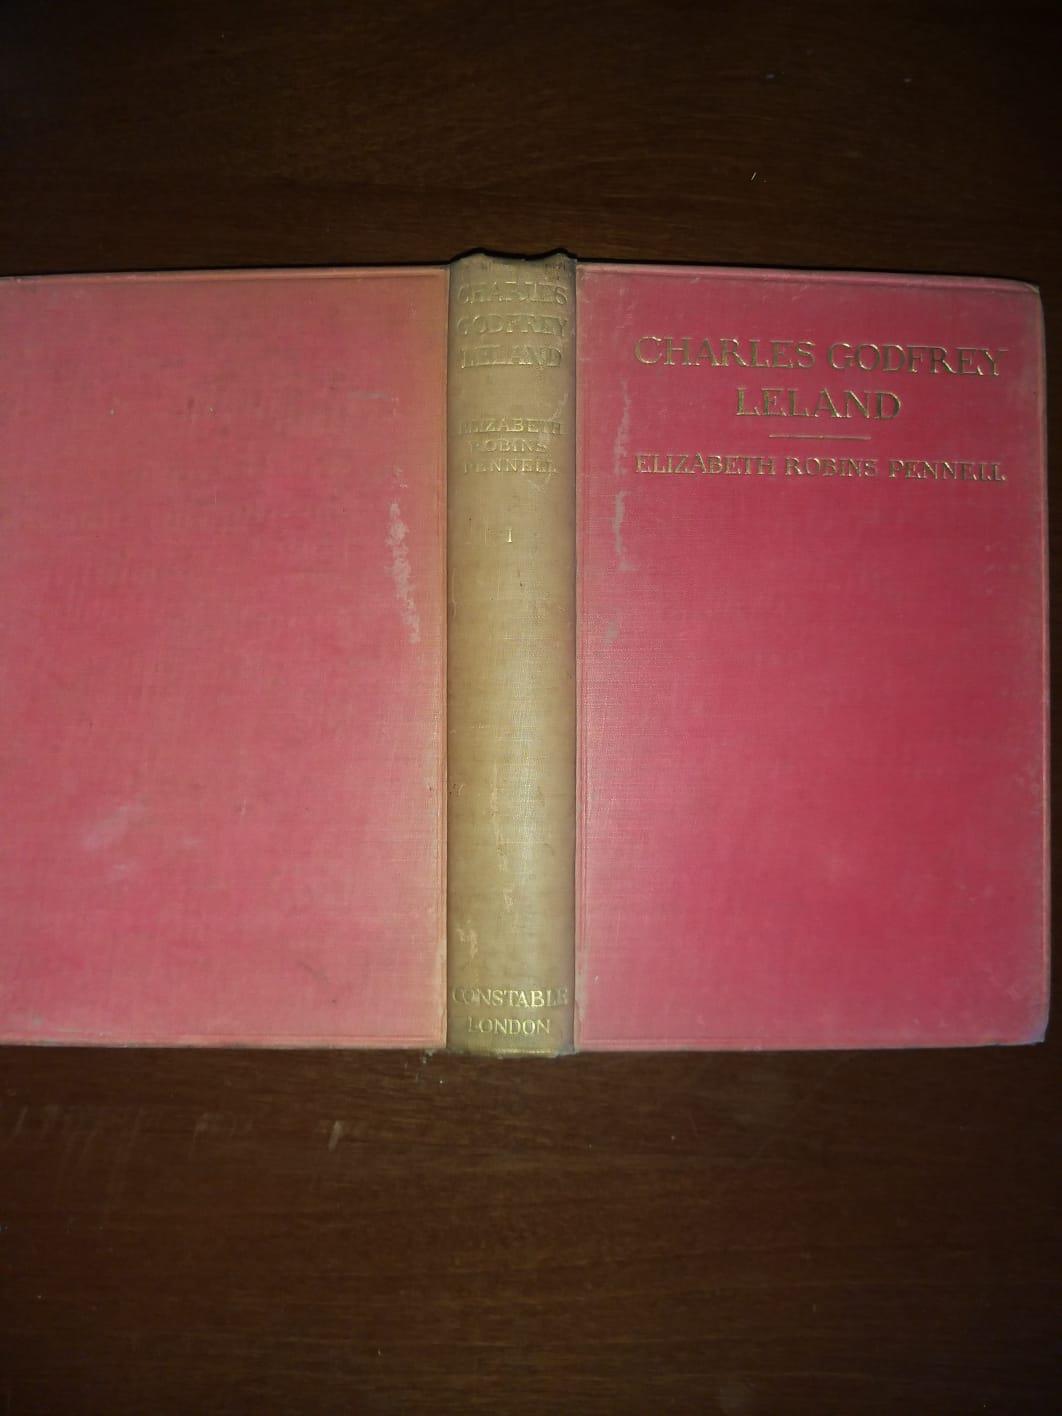 CHARLES
GODFREY
LELAND
ELIZABETH
ROBINS
PENNELL
I
CONSTABLE
LONDON
CHARLES GODFREY
LELAND
ELIZABETH ROBINS PENNELL